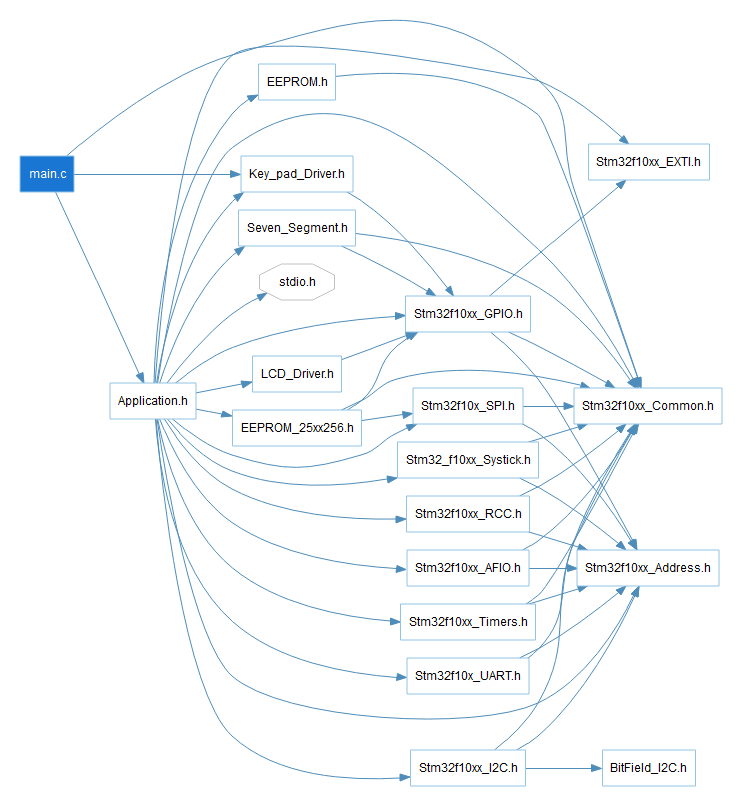 EEPROM.h
Stm32f10xx_EXTI.h
main.c
Key_pad_Driver.h
Seven_Segment.h
stdio.h
Stm32f10xx_GPIO.h
LCD_Driver.h
Application.h
Stm32f10x_SPI.h
Stm32f10xx_Common.h
EEPROM_25xx256.h
Stm32_f10xx_Systick.h
Stm32f10xx_RCC.h
Stm32f10xx_AFIO.h
Stm32f10xx_Address.h
Stm32f10xx_Timers.h
Stm32f10x_UART.h
Stm32f10xx_I2C.h
BitField_I2C.h